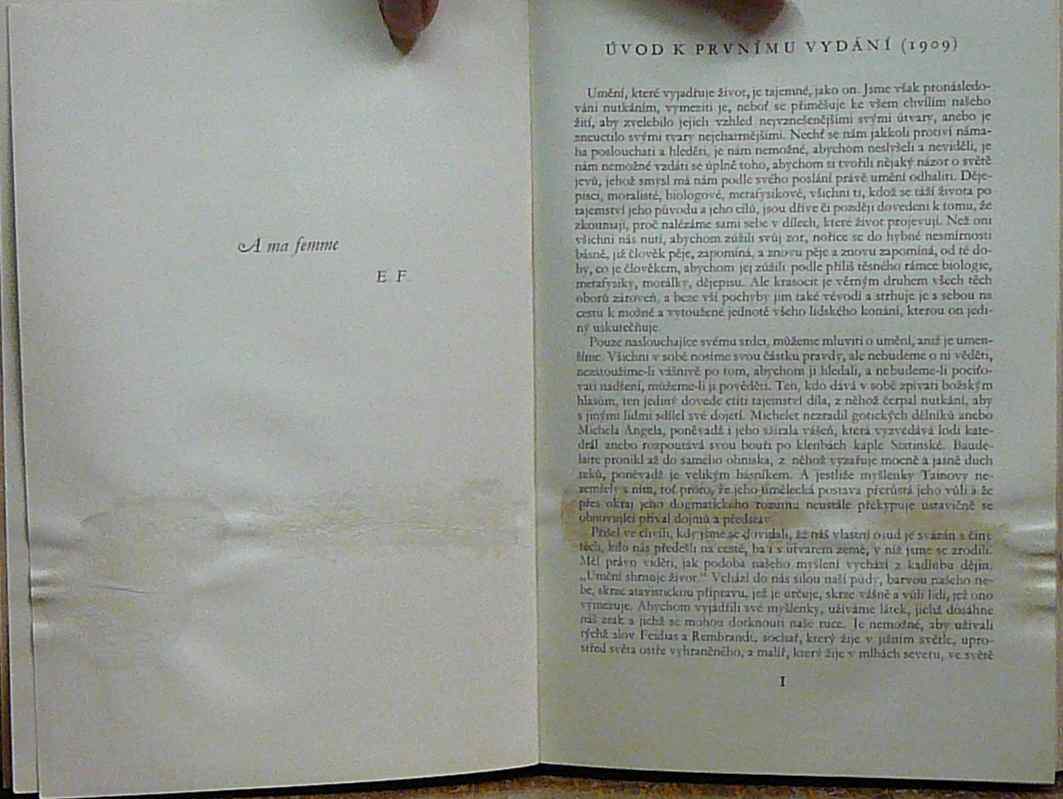 A ma femme
E. F.
ÚVOD K PRVNÍMU VYDÁNÍ (1909)
Umění, které vyjadřuje život, je tajemné, jako on. Jsme však pronásledo-
váni nutkáním, vymeziti je, neboť se přiměšuje ke všem chvílím našeho
žití, aby zvelebilo jejich vzhled nejvznešenějšími svými útvary, anebo je
zneuctilo svými tvary nejchatrnějšími. Nechť se nám jakkoli protiví náma-
ha poslouchati a hleděti, je nám nemožné, abychom neslyšeli a neviděli, je
nám nemožné vzdáti se úplně toho, abychom si tvořili nějaký názor o světě
jevů, jehož smysl má nám podle svého poslání právě umění odhaliti. Děje-
pisci, moralisté, biologové, metafysikové, všichni ti, kdož se táží života po
tajemství jeho původu a jeho cílů, jsou dříve či později dovedeni k tomu, že
zkoumají, proč nalézáme sami sebe v dílech, které život projevují. Než oni
všichni nás nutí, abychom zúžili svůj zor, noříce se do hybné nesmírnosti
básně, již člověk pěje, zapomíná, a znovu pěje a znovu zapomíná, od té do-
by, co je člověkem, abychom jej zúžili podle příliš těsného rámce biologie,
metafysiky, morálky, dějepisu. Ale krasocit je věrným druhem všech těch
oborů zároveň, a beze vší pochyby jim také vévodí a strhuje je s sebou na
cestu k možné a vytoužené jednotě všeho lidského konání, kterou on jedi-
ný uskutečňuje.
Pouze naslouchajíce svému srdci, můžeme mluviti o umění, aniž je umen-
šíme. Všichni v sobě nosíme svou částku pravdy, ale nebudeme o ní věděti,
nezatoužíme-li vášnivě po tom, abychom ji hledali, a nebudeme-li pociťo-
vati nadšení, můžeme-li ji pověděti. Ten, kdo dává v sobě zpívati božským
hlasům, ten jediný dovede ctíti tajemství díla, z něhož čerpal nutkání, aby
s jinými lidmi sdílel své dojetí. Michelet nezradil gotických dělníků anebo
Michela Angela, poněvadž i jeho sžírala vášeň, která vyzvedává lodi kate-
drál anebo rozpoutává svou bouři po klenbách kaple Sixtinské. Baude-
laire pronikl až do samého ohniska, z něhož vyzařuje mocně a jasně duch
reků, poněvadž je velikým básníkem. A jestliže myšlenky Tainovy ne-
zemřely s ním, toť proto, že jeho umělecká postava přerůstá jeho vůli a že
přes okraj jeho dogmatického rozumu neustále překypuje ustavičně se
obnovující příval dojmů a představ.
Přišel ve chvíli, kdy jsme se dovídali, že náš vlastní osud je svázán s činy
těch, kdo nás předešli na cestě, ba i s útvarem země, v níž jsme se zrodili.
Měl právo viděti, jak podoba našeho myšlení vychází z kadlubu dějin.
„Umění shrnuje život.“ Vchází do nás silou naší půdy, barvou našeho ne-
be, skrze atavistickou přípravu, jež je určuje, skrze vášně a vůli lidí, jež ono
vymezuje. Abychom vyjádřili své myšlenky, užíváme látek, jichž dosáhne
náš zrak a jichž se mohou dotknouti naše ruce. Je nemožné, aby užívali
týchž slov Feidias a Rembrandt, sochař, který žije v jižním světle, upro-
střed světa ostře vyhraněného, a malíř, který žije v mlhách severu, ve světě
I